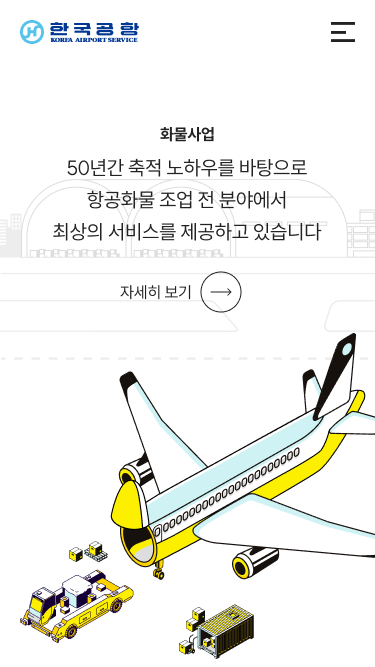 한국공항
KOREA AIRPORT SERVICE
화물사업
50년간 축적 노하우를 바탕으로
항공화물 조업 전 분야에서
최상의 서비스를 제공하고 있습니다
자세히 보기